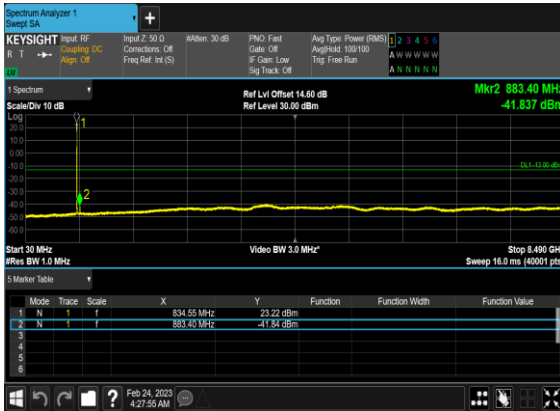 Spectrum Analyzer 1
Swept SA
KEYSIGHT Input: RF Input Z: 50 Ω #Atten: 30 dB PNO: Fast Avg Type: Power (RMS) 1 2 3 4 5 6
R T Coupling: DC Corrections: Off Gate: Off Avg|Hold: 100/100 A W W W W W
Align: Off Freq Ref: Int (S) IF Gain: Low Trig: Free Run
Sig Track: Off A N N N N N
1 Spectrum Ref Lvl Offset 14.60 dB Mkr2 883.40 MHz
Scale/Div 10 dB Ref Level 30.00 dBm -41.837 dBm
Log
20.0 1
10.0
0.00
-10.0 DL1 -13.00 dBm
-20.0
-30.0 2
-40.0
-50.0
-60.0
Start 30 MHz Video BW 3.0 MHz* Stop 8.490 GHz
#Res BW 1.0 MHz Sweep 16.0 ms (40001 pts)
5 Marker Table
Mode Trace Scale X Y Function Function Width Function Value
1 N 1 f 834.55 MHz 23.22 dBm
2 N 1 f 883.40 MHz -41.84 dBm
3
4
5
6
? Feb 24, 2023
4:27:55 AM